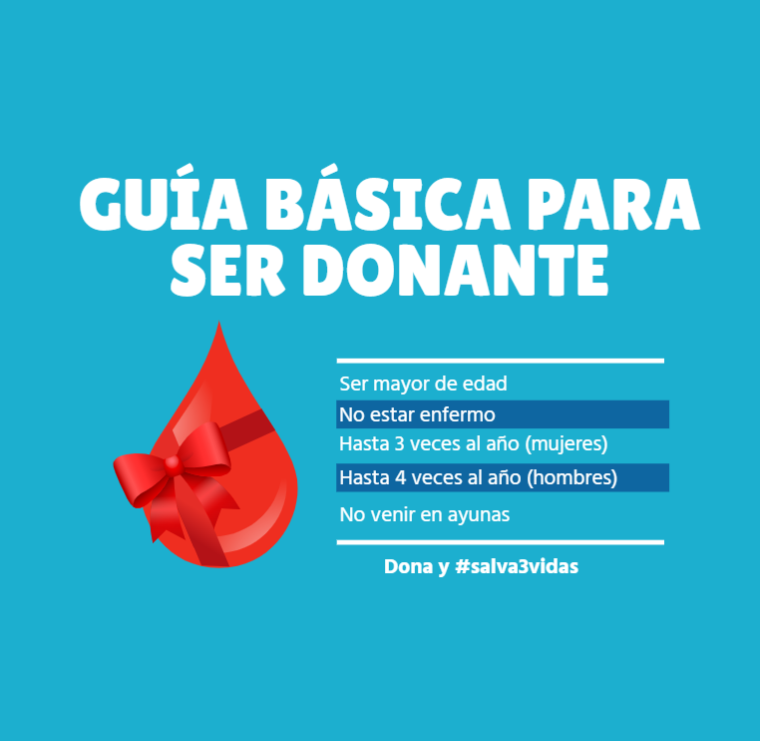 GUÍA BÁSICA PARA
SER DONANTE
Ser mayor de edad
No estar enfermo
Hasta 3 veces al año (mujeres)
Hasta 4 veces al año (hombres)
No venir en ayunas
Dona y #salva3vidas